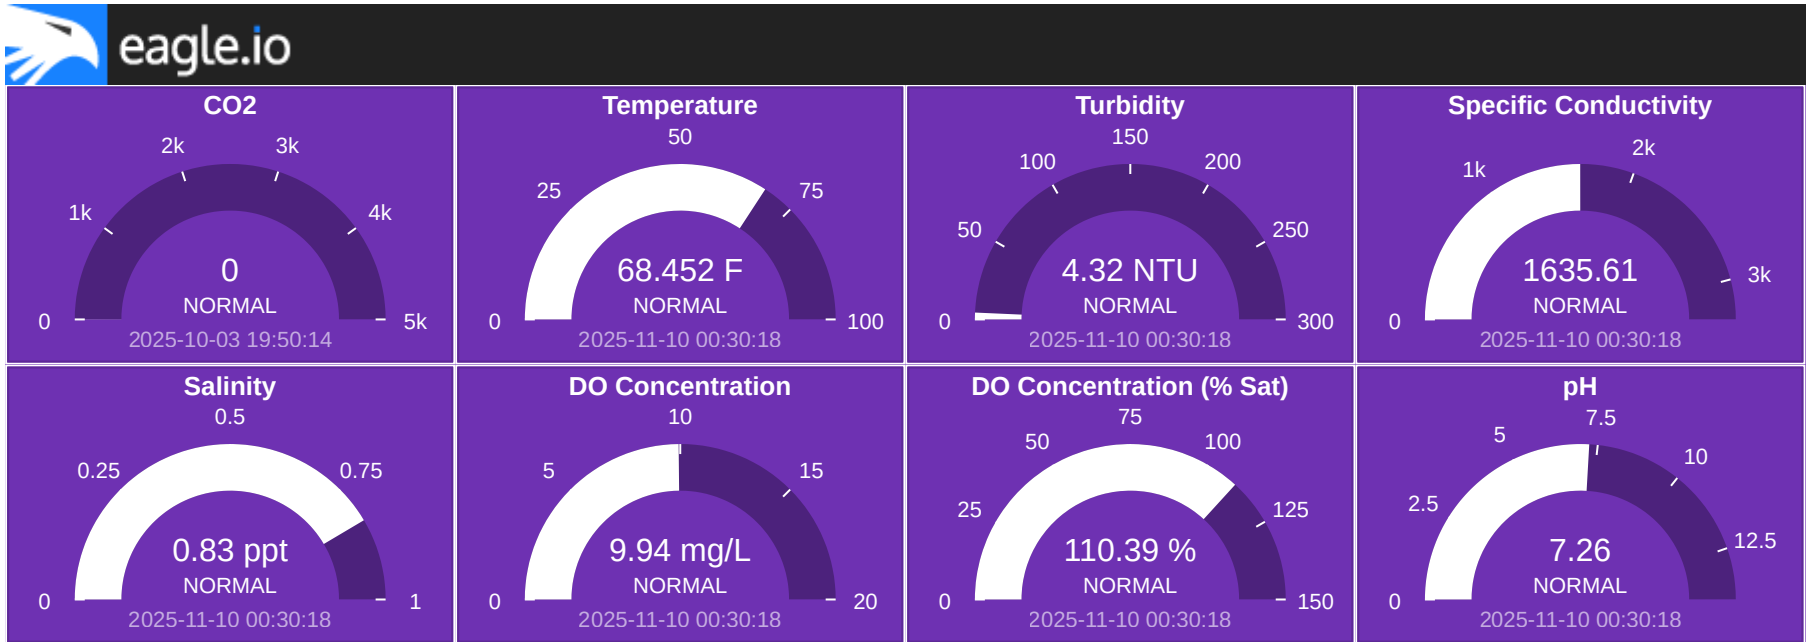 eagle.io
CO2
2k
3k
1k
4k
0
5k
0
NORMAL
2025-10-03 19:50:14
Temperature
50
25
75
0
100
68.452 F
NORMAL
2025-11-10 00:30:18
Turbidity
150
100
200
50
250
0
300
4.32 NTU
NORMAL
2025-11-10 00:30:18
Specific Conductivity
2k
1k
3k
0
1635.61
NORMAL
2025-11-10 00:30:18
Salinity
0.5
0.25
0.75
0
1
0.83 ppt
NORMAL
2025-11-10 00:30:18
DO Concentration
10
5
15
0
20
9.94 mg/L
NORMAL
2025-11-10 00:30:18
DO Concentration (% Sat)
75
50
100
25
125
0
150
110.39 %
NORMAL
2025-11-10 00:30:18
pH
7.5
5
10
2.5
12.5
0
7.26
NORMAL
2025-11-10 00:30:18